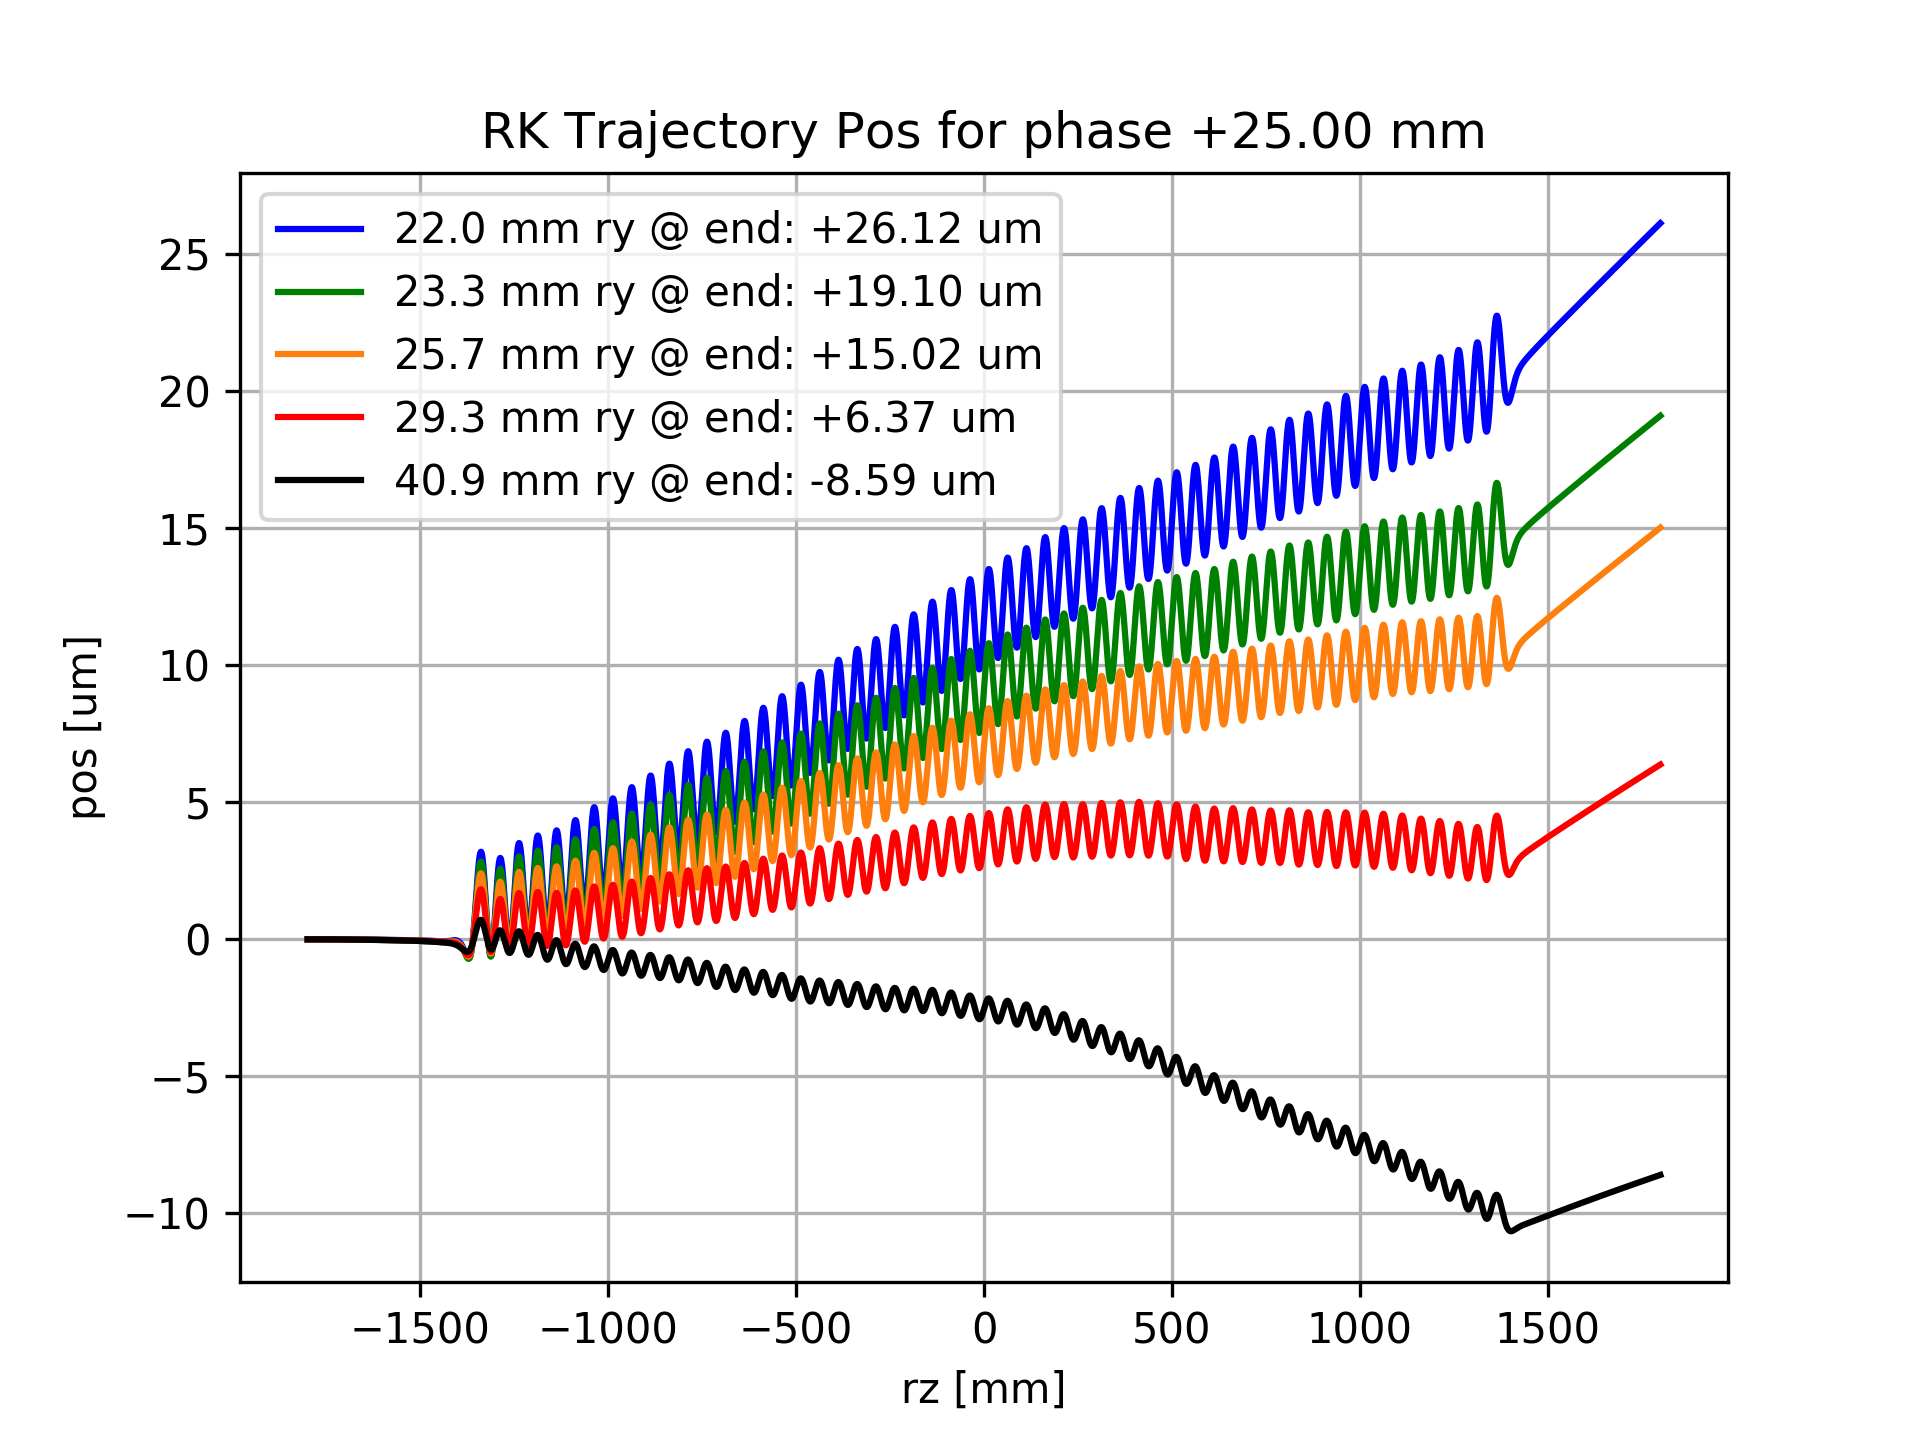 RK Trajectory Pos for phase +25.00 mm
22.0 mm ry @ end: +26.12 um
23.3 mm ry @ end: +19.10 um
25.7 mm ry @ end: +15.02 um
29.3 mm ry @ end: +6.37 um
40.9 mm ry @ end: -8.59 um
pos [um]
25
20
15
10
5
0
−5
−10
−1500 −1000 −500 0 500 1000 1500
rz [mm]